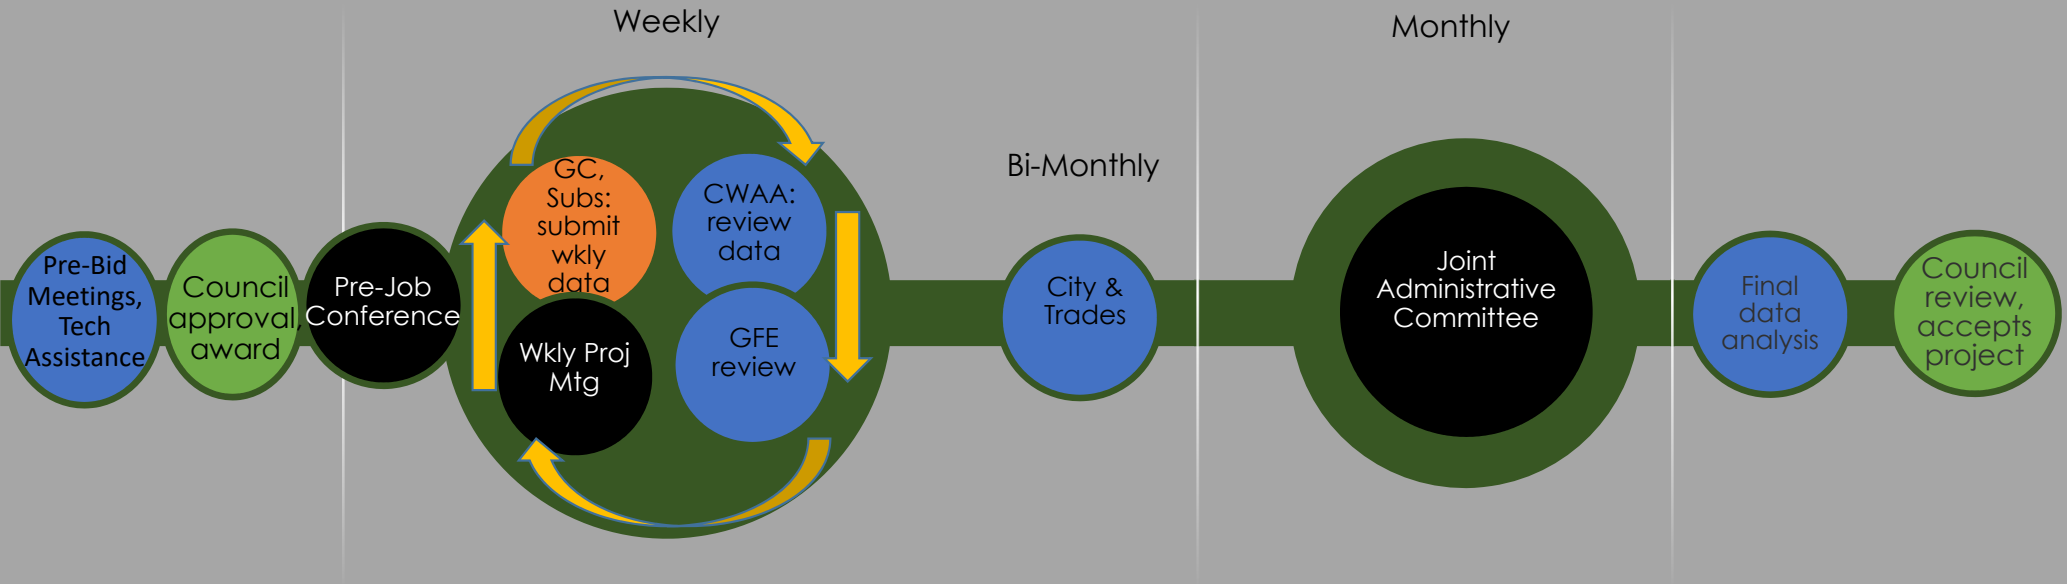 Weekly
Monthly
Bi-Monthly
Pre-Bid
Meetings,
Tech
Assistance
Council
approval,
award
Pre-Job
Conference
GC,
Subs:
submit
wkly
data
CWAA:
review
data
Wkly Proj
Mtg
GFE
review
City &
Trades
Joint
Administrative
Committee
Final
data
analysis
Council
review,
accepts
project